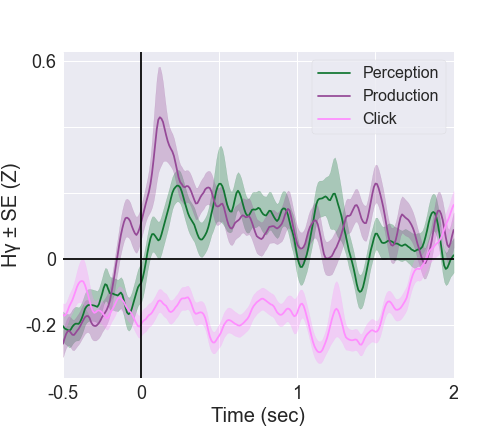 Perception
Production
Click
Hγ ± SE (Z)
0.6
0
-0.2
-0.5
0
1
2
Time (sec)